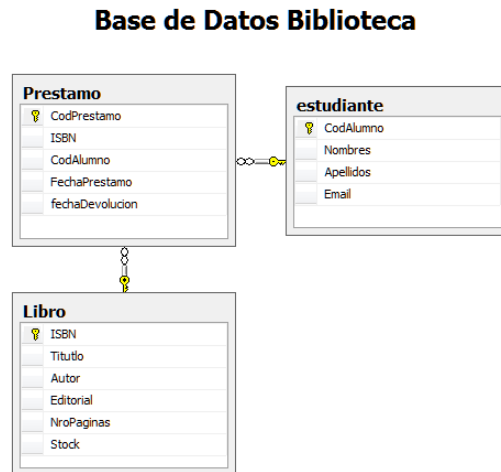 Base de Datos Biblioteca
Prestamo
CodPrestamo
ISBN
CodAlumno
FechaPrestamo
fechaDevolucion
estudiante
CodAlumno
Nombres
Apellidos
Email
Libro
ISBN
Titutlo
Autor
Editorial
NroPaginas
Stock